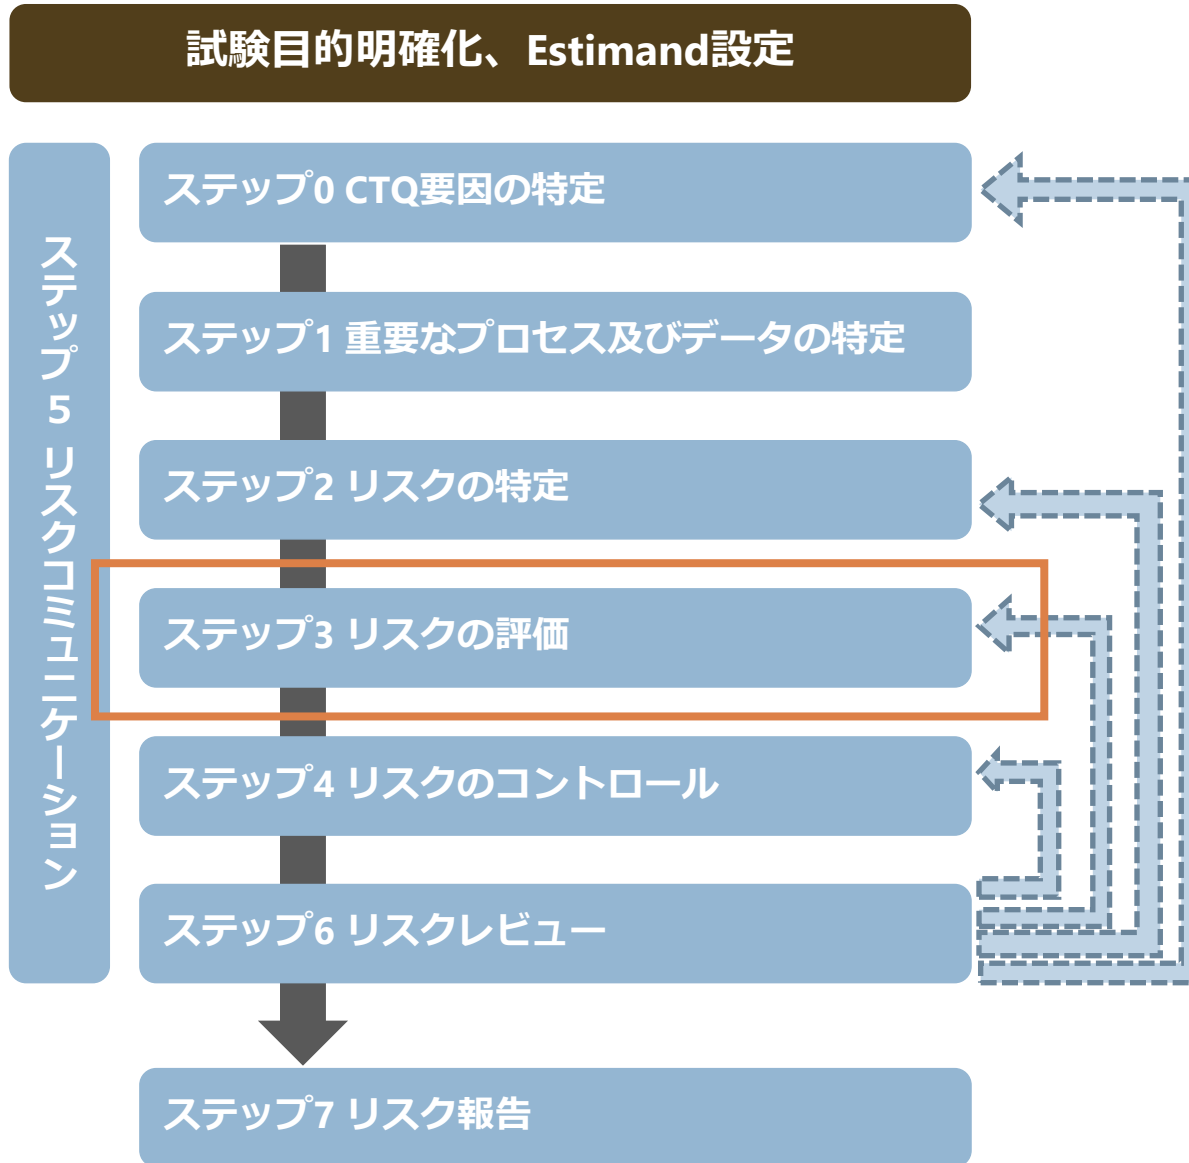 試験目的明確化、Estimand設定
ステップ0 CTQ要因の特定
ステップ1 重要なプロセス及びデータの特定
ステップ2 リスクの特定
ステップ3 リスクの評価
ステップ4 リスクのコントロール
ステップ5 リスクコミュニケーション
ステップ6 リスクレビュー
ステップ7 リスク報告